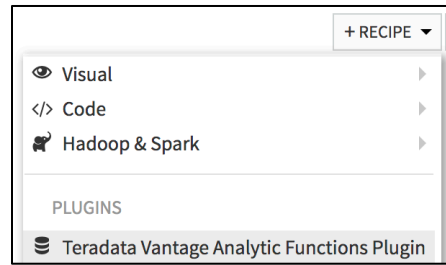 + RECIPE
Visual
</> Code
Hadoop & Spark
PLUGINS
Teradata Vantage Analytic Functions Plugin